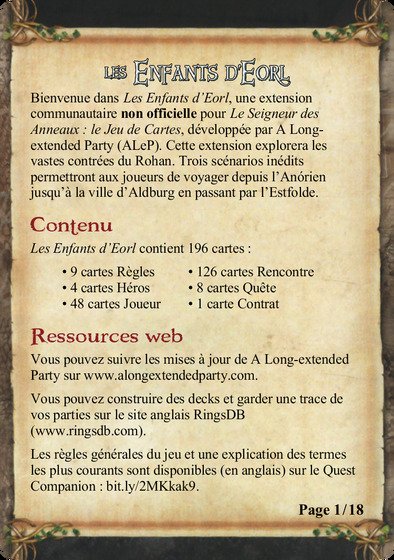 LES ENFANTS D'EORL
Bienvenue dans Les Enfants d'Eorl, une extension
communautaire non officielle pour Le Seigneur des
Anneaux : le Jeu de Cartes, développée par A Long-
extended Party (ALeP). Cette extension explorera les
vastes contrées du Rohan. Trois scénarios inédits
permettront aux joueurs de voyager depuis l'Anórien
jusqu'à la ville d'Aldburg en passant par l'Estfolde.
Contenu
Les Enfants d'Eorl contient 196 cartes :
• 9 cartes Règles
• 4 cartes Héros
• 48 cartes Joueur
• 126 cartes Rencontre
• 8 cartes Quête
• 1 carte Contrat
Ressources web
Vous pouvez suivre les mises à jour de A Long-extended
Party sur www.alongextendedparty.com.
Vous pouvez construire des decks et garder une trace de
vos parties sur le site anglais RingsDB
(www.ringsdb.com).
Les règles générales du jeu et une explication des termes
les plus courants sont disponibles (en anglais) sur le Quest
Companion : bit.ly/2MKkak9.
Page 1/18